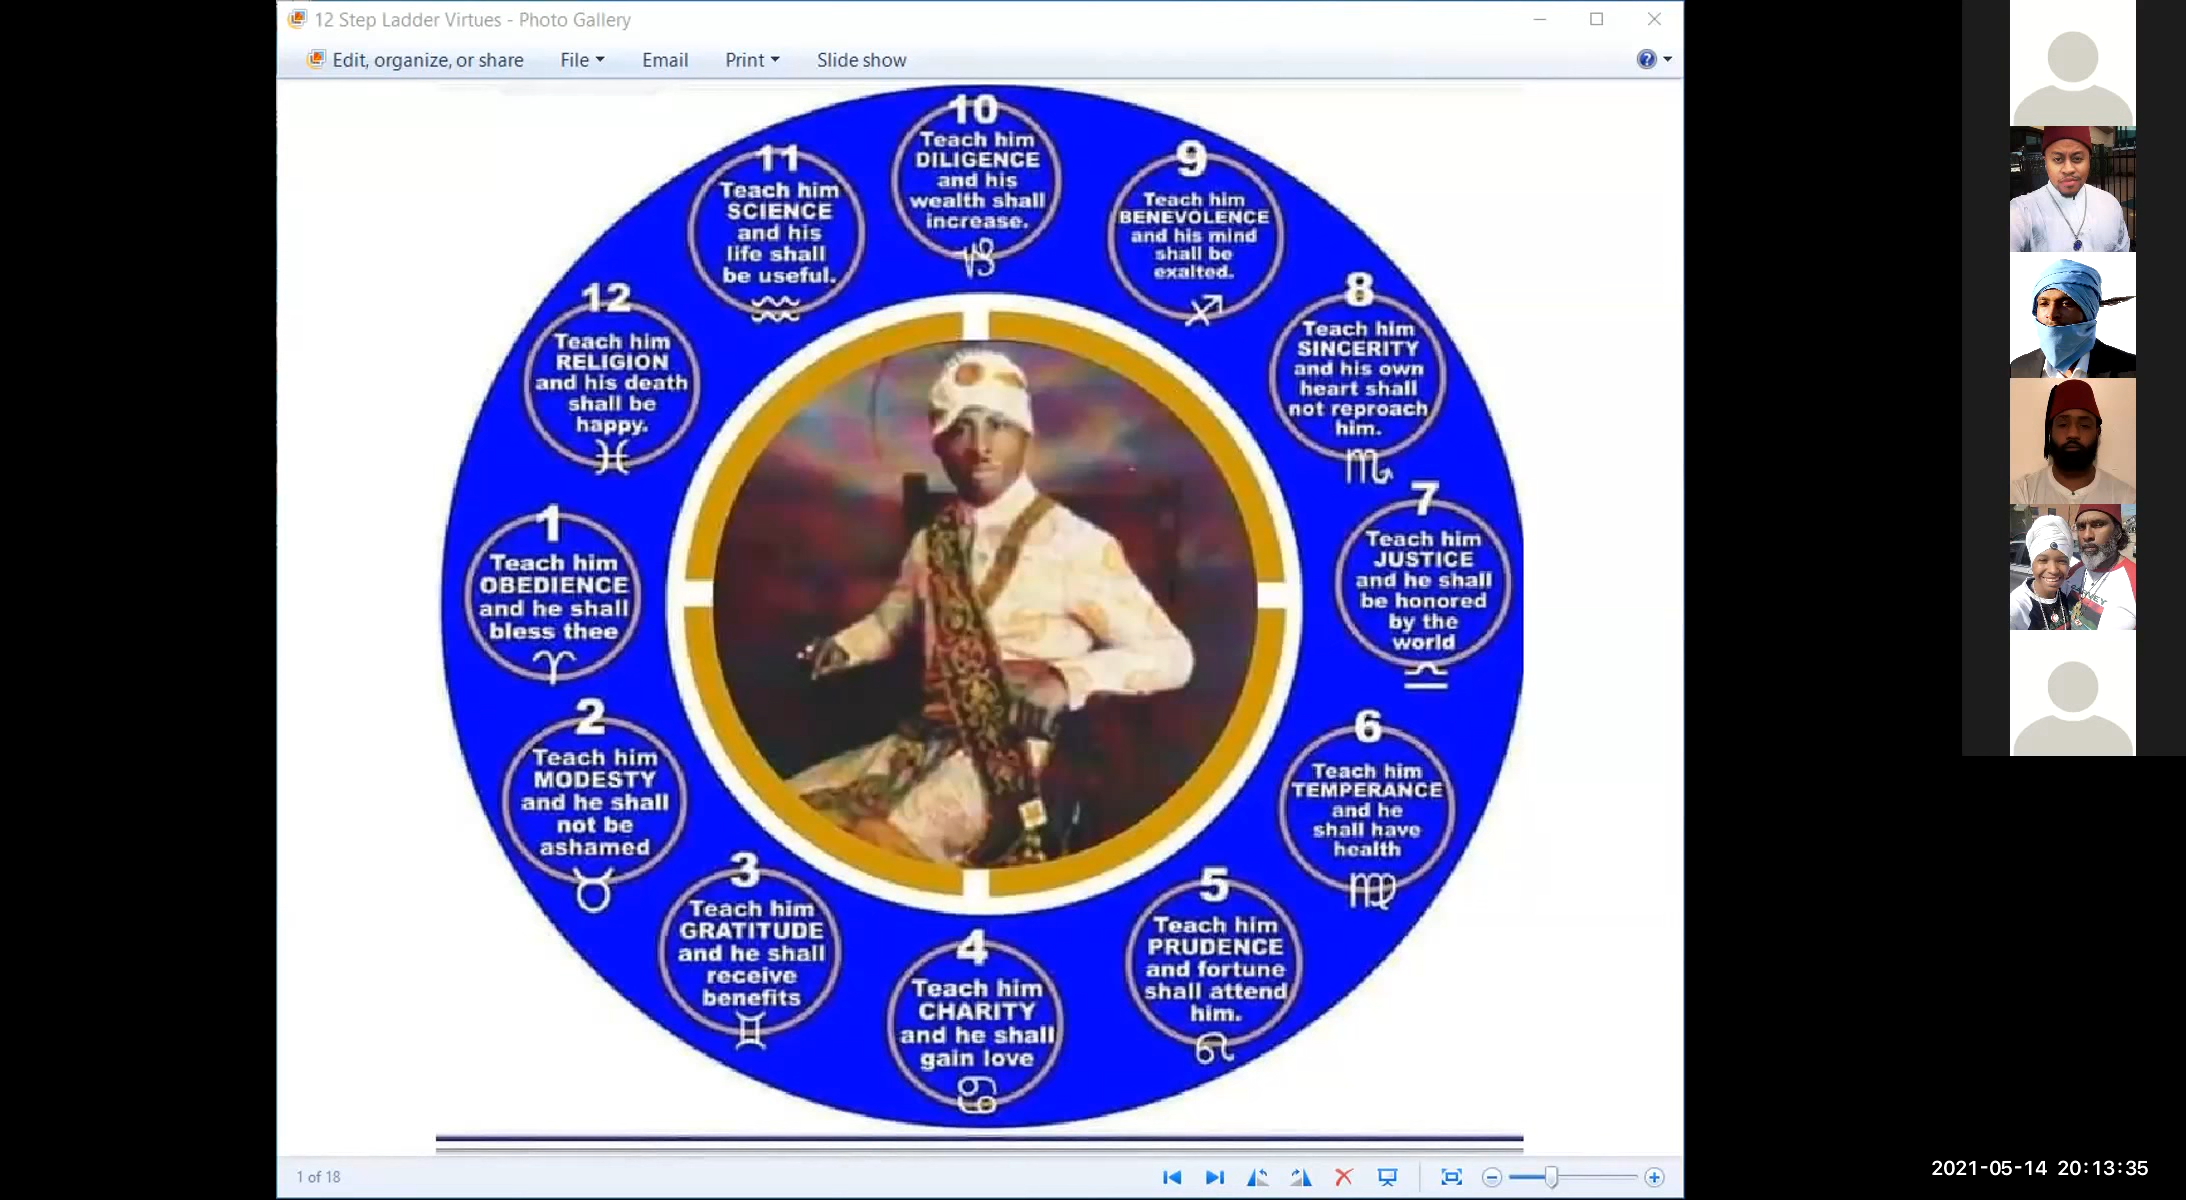 12 Step Ladder Virtues - Photo Gallery
Edit, organize, or share File Email Print Slide show
10
Teach him
DILIGENCE
and his
wealth shall
increase.
9
Teach him
BENEVOLENCE
and his mind
shall be
exalted.
8
Teach him
SINCERITY
and his own
heart shall
not reproach
him.
7
Teach him
JUSTICE
and he shall
be honored
by the
world
6
Teach him
TEMPERANCE
and he
shall have
health
5
Teach him
PRUDENCE
and fortune
shall attend
him.
4
Teach him
CHARITY
and he shall
gain love
3
Teach him
GRATITUDE
and he shall
receive
benefits
2
Teach him
MODESTY
and he shall
not be
ashamed
1
Teach him
OBEDIENCE
and he shall
bless thee
12
Teach him
RELIGION
and his death
shall be
happy.
11
Teach him
SCIENCE
and his
life shall
be useful.
1 of 18
2021-05-14 20:13:35